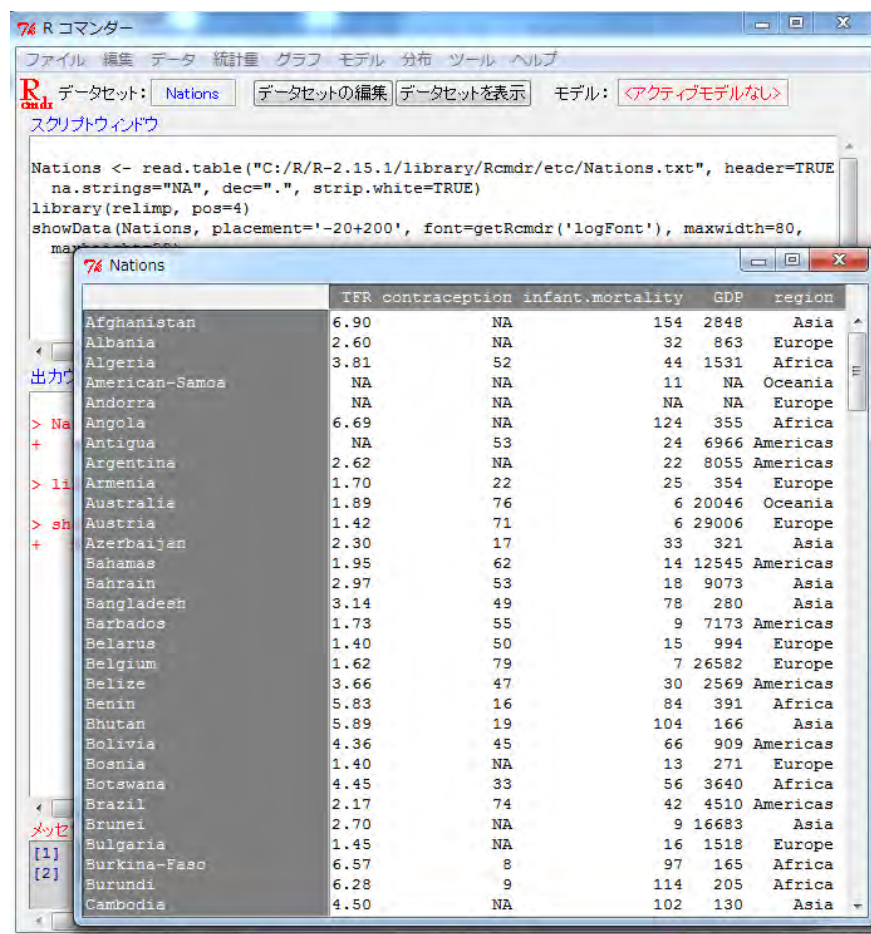 R コマンダー
ファイル 編集 データ 統計量 グラフ モデル 分布 ツール ヘルプ
R cmdr データセット: Nations データセットの編集 データセットを表示 モデル: <アクティブモデルなし>
スクリプトウィンドウ
Nations <- read.table("C:/R/R-2.15.1/library/Rcmdr/etc/Nations.txt", header=TRUE
na.strings="NA", dec=".", strip.white=TRUE)
library(relimp, pos=4)
showData(Nations, placement='-20+200', font=getRcmdr('logFont'), maxwidth=80,
出力ウ
> Na
+
> li
> sh
+
メッセ
[1]
[2]
Nations
TFR contraception infant.mortality GDP region
Afghanistan 6.90 NA 154 2848 Asia
Albania 2.60 NA 32 863 Europe
Algeria 3.81 52 44 1531 Africa
American-Samoa NA NA 11 NA Oceania
Andorra NA NA NA NA Europe
Angola 6.69 NA 124 355 Africa
Antigua NA 53 24 6966 Americas
Argentina 2.62 NA 22 8055 Americas
Armenia 1.70 22 25 354 Europe
Australia 1.89 76 6 20046 Oceania
Austria 1.42 71 6 29006 Europe
Azerbaijan 2.30 17 33 321 Asia
Bahamas 1.95 62 14 12545 Americas
Bahrain 2.97 53 18 9073 Asia
Bangladesh 3.14 49 78 280 Asia
Barbados 1.73 55 9 7173 Americas
Belarus 1.40 50 15 994 Europe
Belgium 1.62 79 7 26582 Europe
Belize 3.66 47 30 2569 Americas
Benin 5.83 16 84 391 Africa
Bhutan 5.89 19 104 166 Asia
Bolivia 4.36 45 66 909 Americas
Bosnia 1.40 NA 13 271 Europe
Botswana 4.45 33 56 3640 Africa
Brazil 2.17 74 42 4510 Americas
Brunei 2.70 NA 9 16683 Asia
Bulgaria 1.45 NA 16 1518 Europe
Burkina-Faso 6.57 8 97 165 Africa
Burundi 6.28 9 114 205 Africa
Cambodia 4.50 NA 102 130 Asia